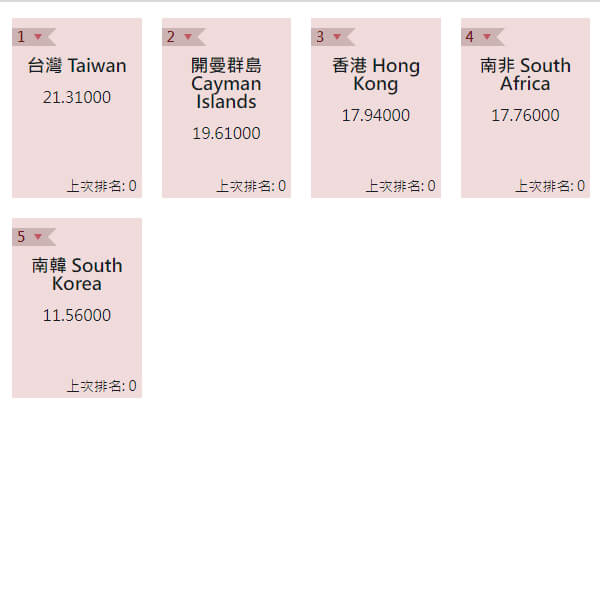 1
台灣 Taiwan
21.31000
上次排名: 0
2
開曼群島
Cayman
Islands
19.61000
上次排名: 0
3
香港 Hong
Kong
17.94000
上次排名: 0
4
南非 South
Africa
17.76000
上次排名: 0
5
南韓 South
Korea
11.56000
上次排名: 0